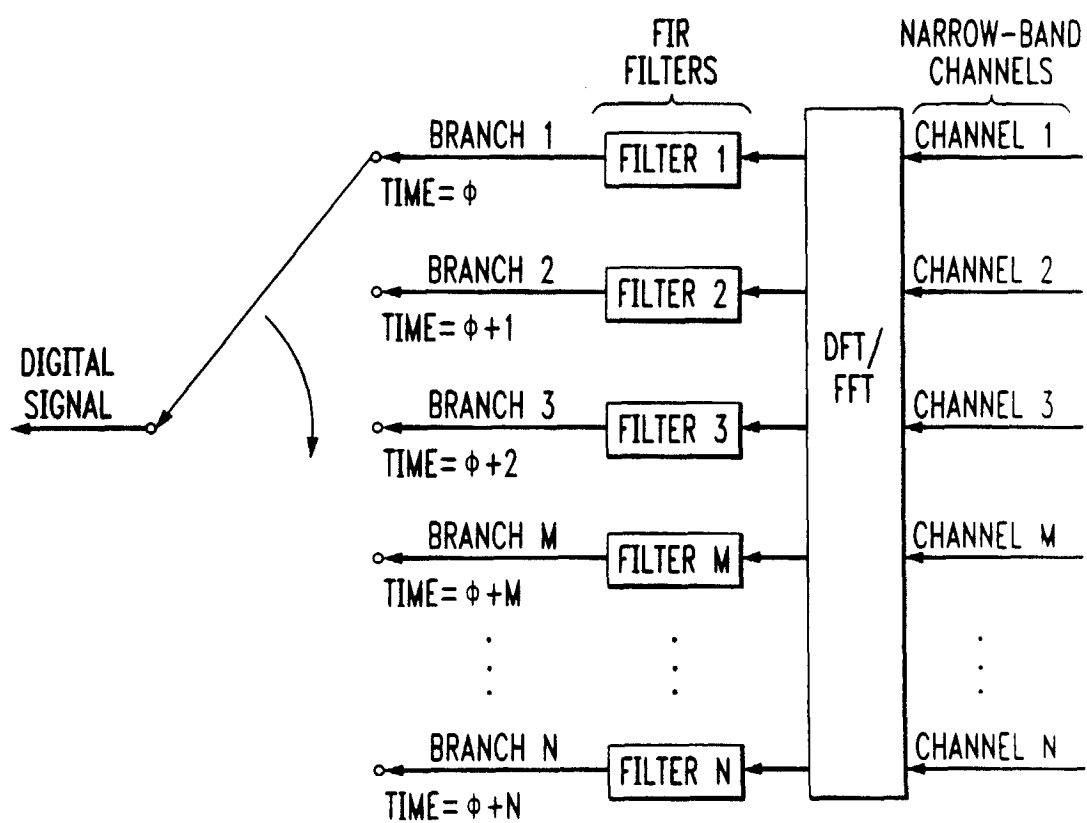 FIR
FILTERS
NARROW-BAND
CHANNELS
BRANCH 1
FILTER 1
CHANNEL 1
TIME= ϕ
BRANCH 2
FILTER 2
CHANNEL 2
TIME= ϕ+1
DIGITAL
SIGNAL
DFT/
FFT
BRANCH 3
FILTER 3
CHANNEL 3
TIME= ϕ+2
BRANCH M
FILTER M
CHANNEL M
TIME= ϕ+M
BRANCH N
FILTER N
CHANNEL N
TIME= ϕ+N